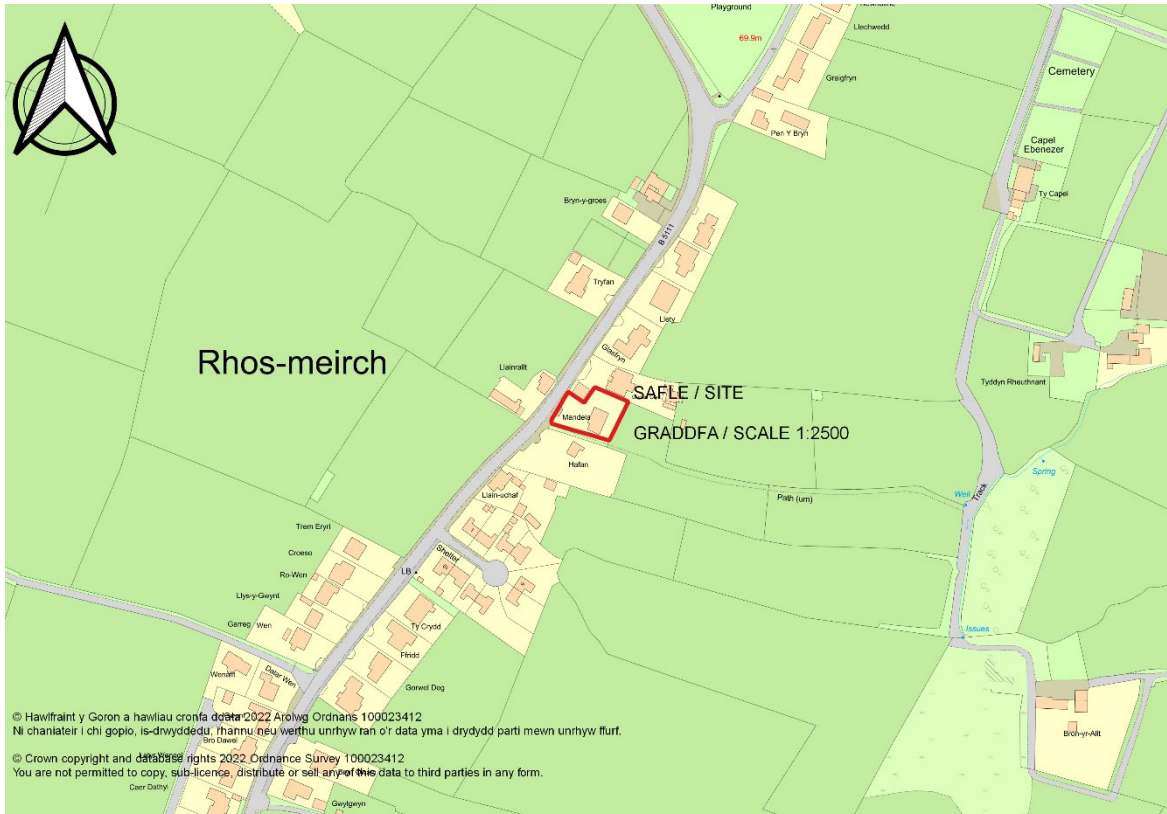 Playground
Llechwedd
69.9m
Graigfryn
Cemetery
Pen Y Bryn
Capel
Ebenezer
Ty Capel
Bryn-y-groes
B 5111
Tryfan
Llety
Glasfryn
Rhos-meirch
Llainrallt
SAFLE / SITE
Mandela
GRADDFA / SCALE 1:2500
Tyddyn Rheuthnant
Hafan
Spring
Path (um)
Well
Track
Llain-uchaf
Trem Eryri
Croeso
Shelter
Ro-Wen
LB
Llys-y-Gwynt
Garreg Wen
Ty Crydd
Issues
Ffridd
Wenallt
Dalar Wen
Gorwel Deg
© Hawlfraint y Goron a hawliau cronfa ddata 2022 Arolwg Ordnans 100023412
Ni chaniateir i chi gopio, is-drwyddedu, rhannu neu werthu unrhyw ran o'r data yma i drydydd parti mewn unrhyw ffurf.
Bro Dawel
Bron-yr-Allt
© Crown copyright and database rights 2022 Ordnance Survey 100023412
You are not permitted to copy, sub-licence, distribute or sell any of this data to third parties in any form.
Caer Dathyl
Gwylgwyn